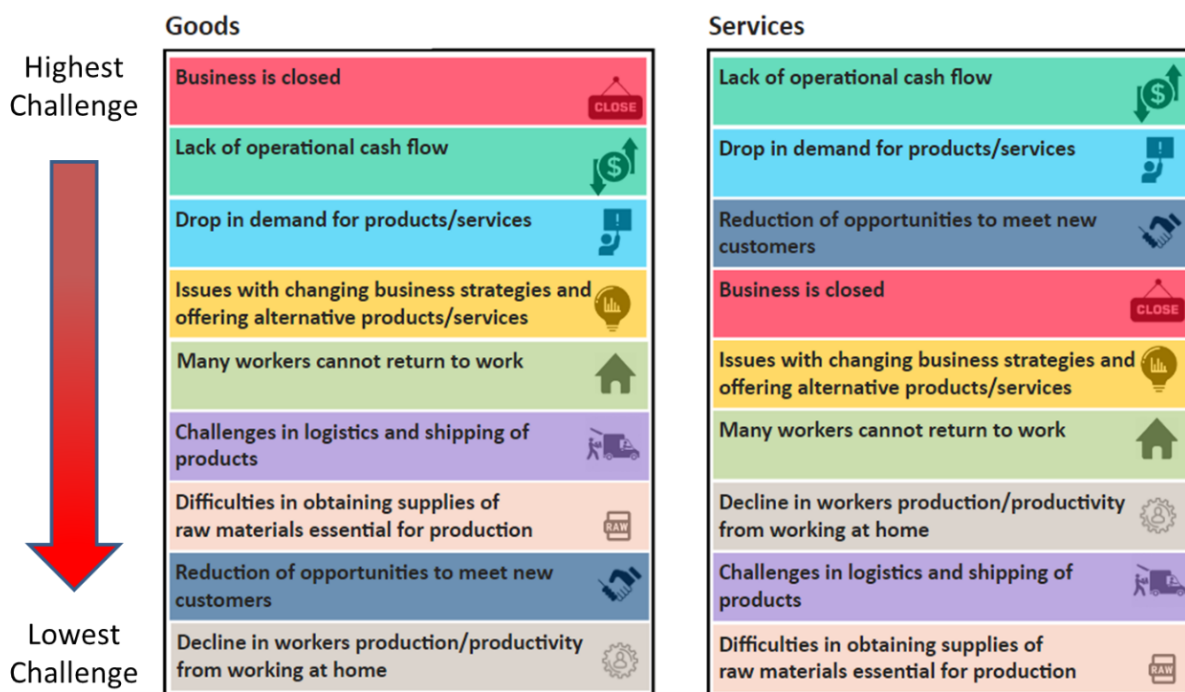 Highest
Challenge
Lowest
Challenge
Goods
Business is closed
CLOSE
Lack of operational cash flow
$
Drop in demand for products/services
!
Issues with changing business strategies and
offering alternative products/services
Many workers cannot return to work
Challenges in logistics and shipping of
products
Difficulties in obtaining supplies of
raw materials essential for production
RAW
Reduction of opportunities to meet new
customers
Decline in workers production/productivity
from working at home
Services
Lack of operational cash flow
$
Drop in demand for products/services
!
Reduction of opportunities to meet new
customers
Business is closed
CLOSE
Issues with changing business strategies and
offering alternative products/services
Many workers cannot return to work
Decline in workers production/productivity
from working at home
Challenges in logistics and shipping of
products
Difficulties in obtaining supplies of
raw materials essential for production
RAW